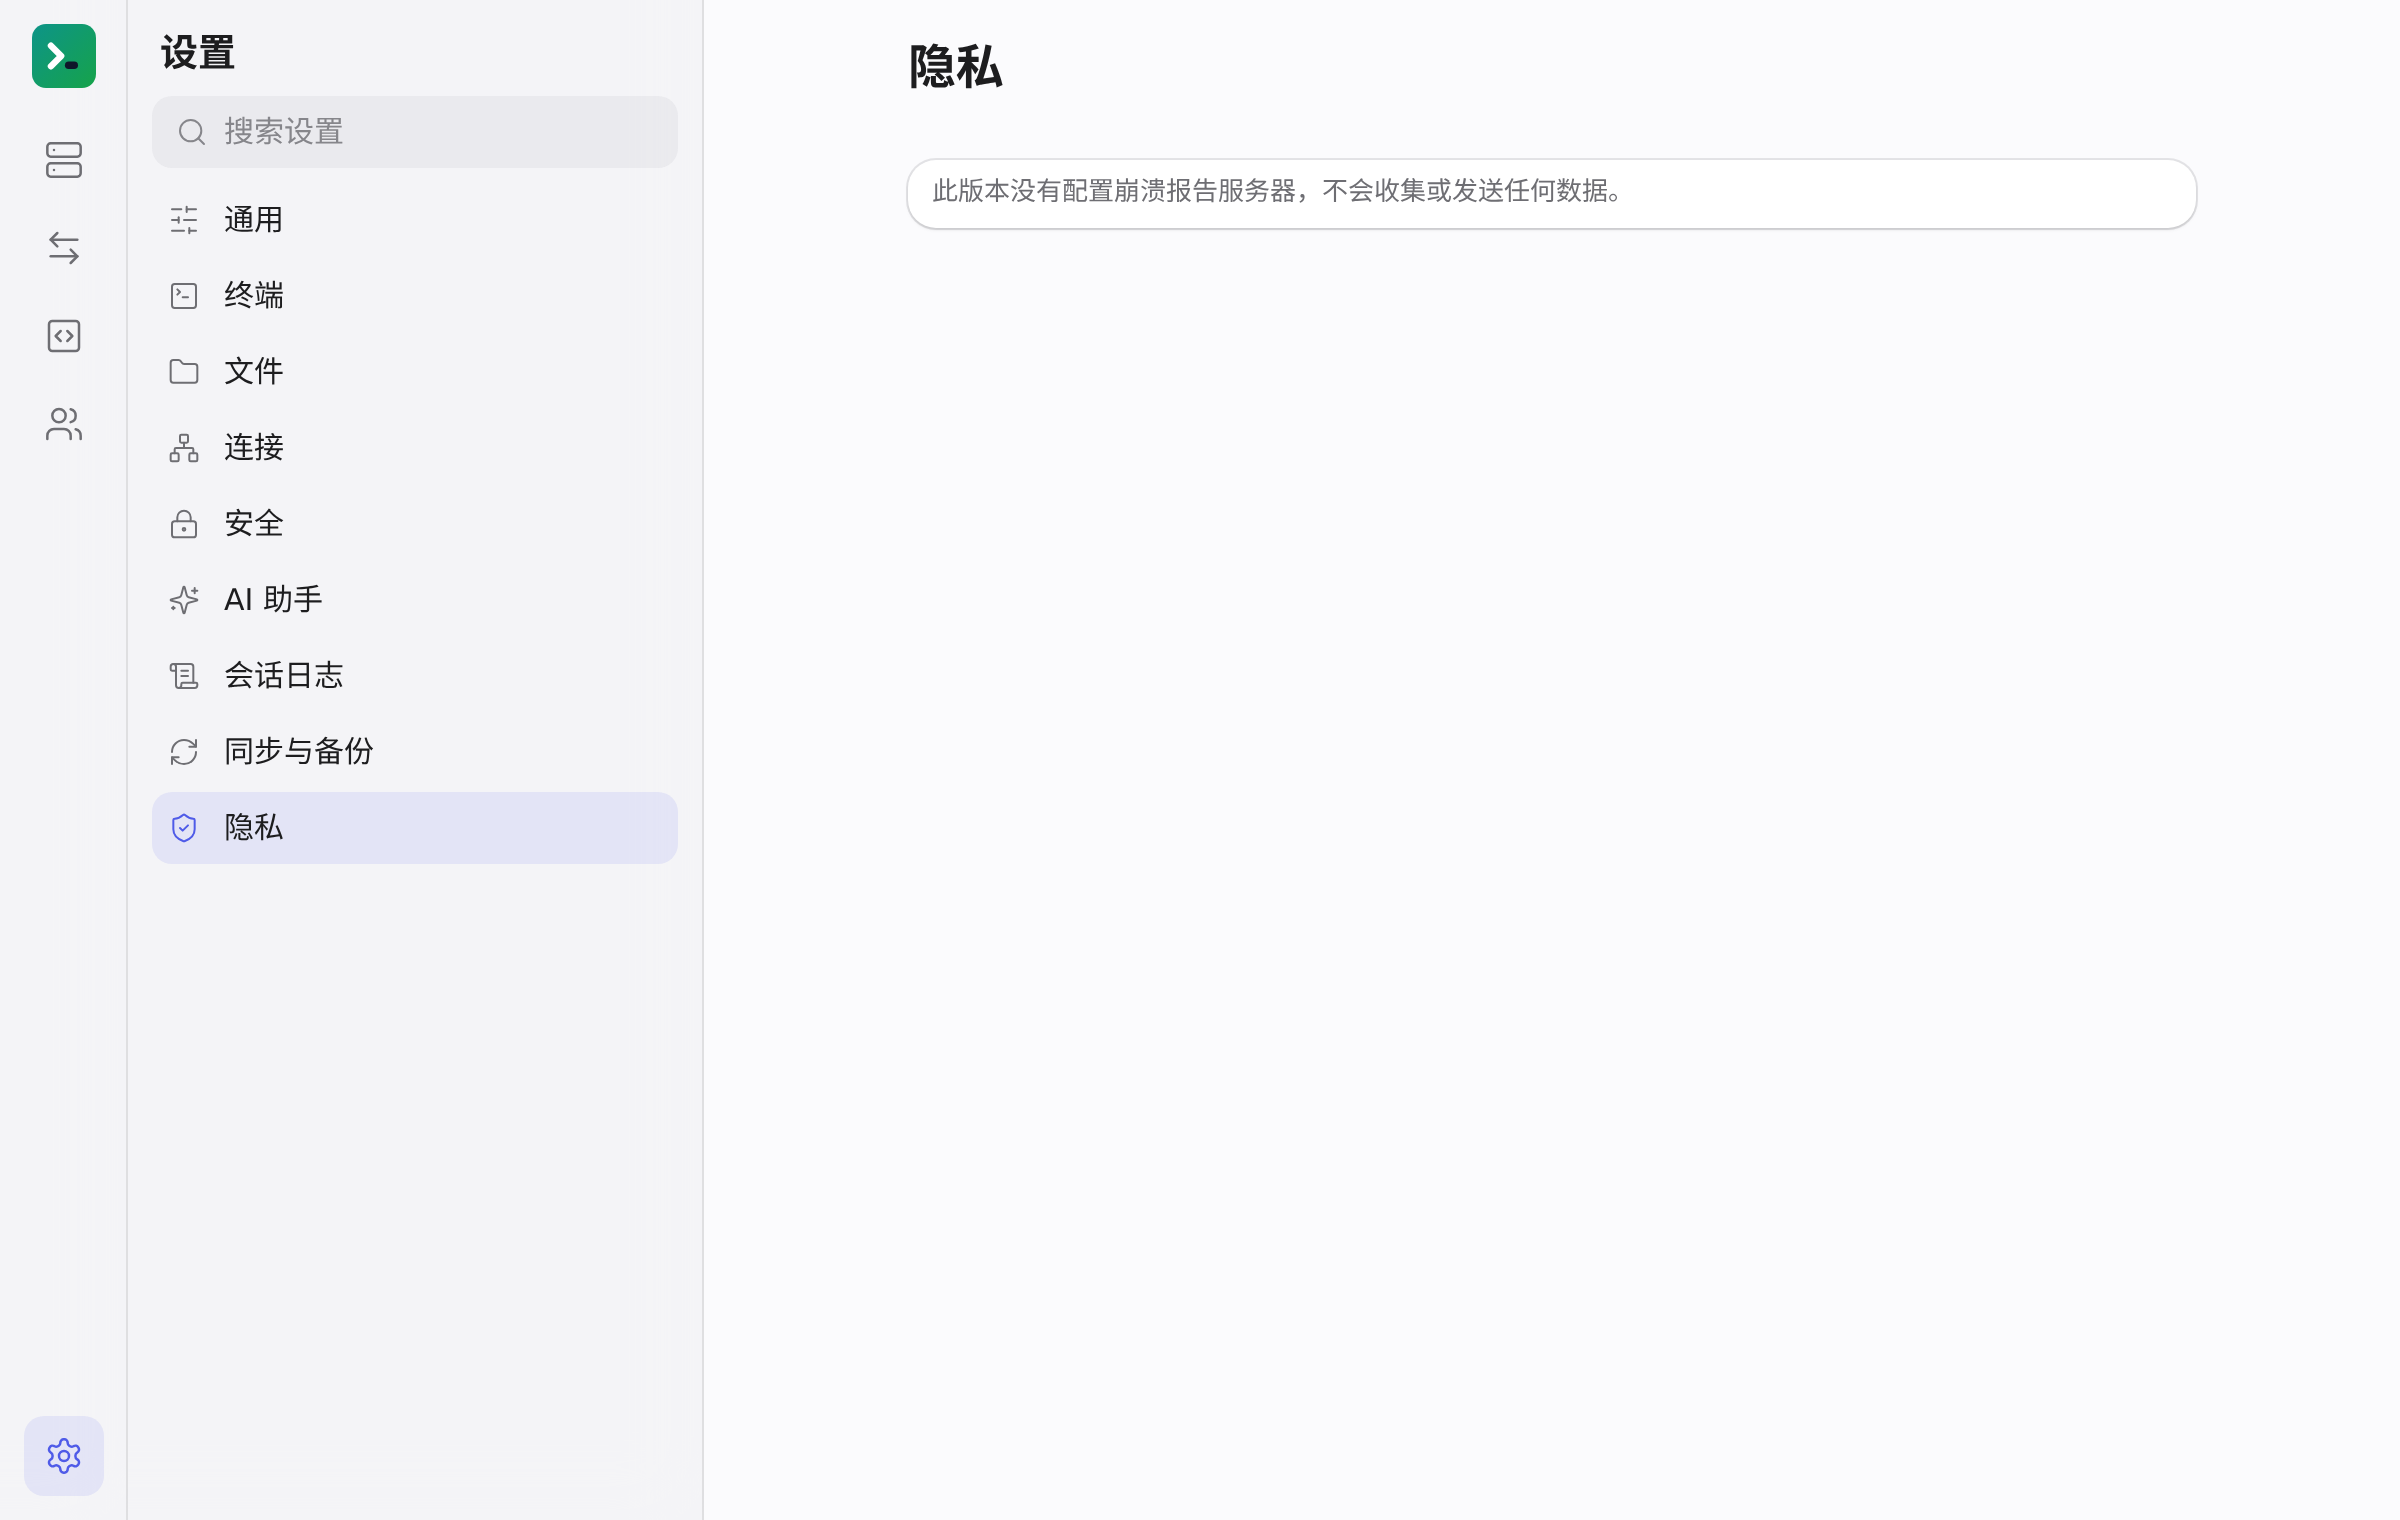 设置
搜索设置
通用
终端
文件
连接
安全
AI 助手
会话日志
同步与备份
隐私
隐私
此版本没有配置崩溃报告服务器，不会收集或发送任何数据。